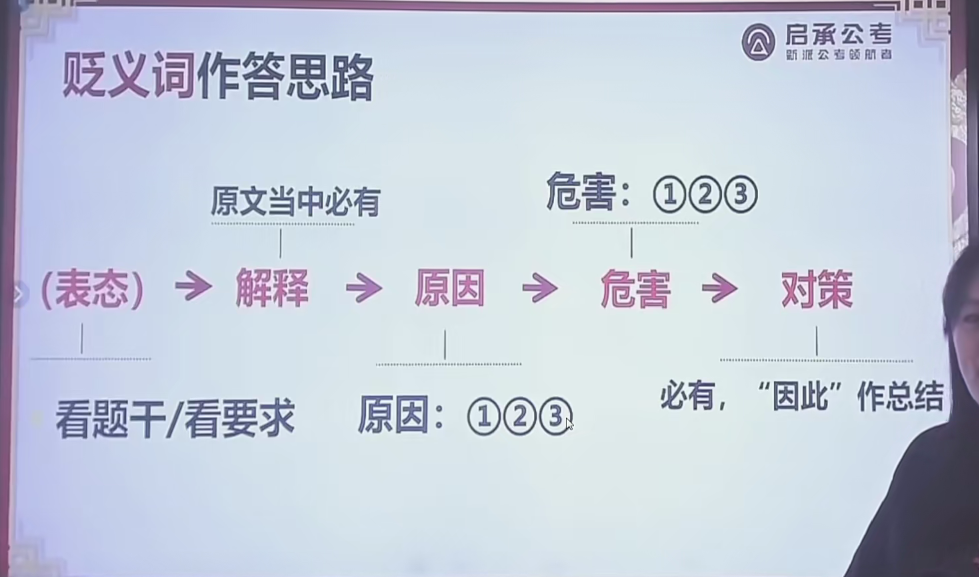 启承公考
新派公考领航者
贬义词作答思路
原文当中必有
危害：①②③
（表态）→ 解释 → 原因 → 危害 → 对策
看题干/看要求
原因：①②③
必有，“因此”作总结